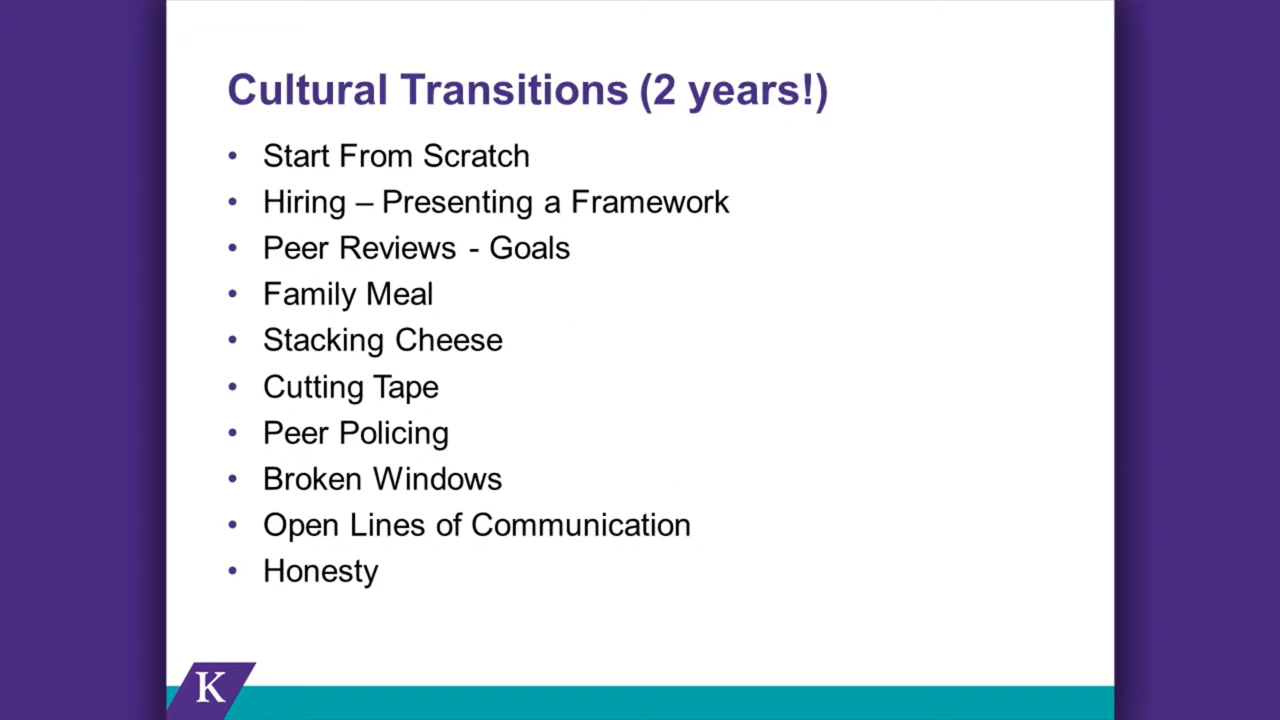 Cultural Transitions (2 years!)
• Start From Scratch
• Hiring – Presenting a Framework
• Peer Reviews - Goals
• Family Meal
• Stacking Cheese
• Cutting Tape
• Peer Policing
• Broken Windows
• Open Lines of Communication
• Honesty
K